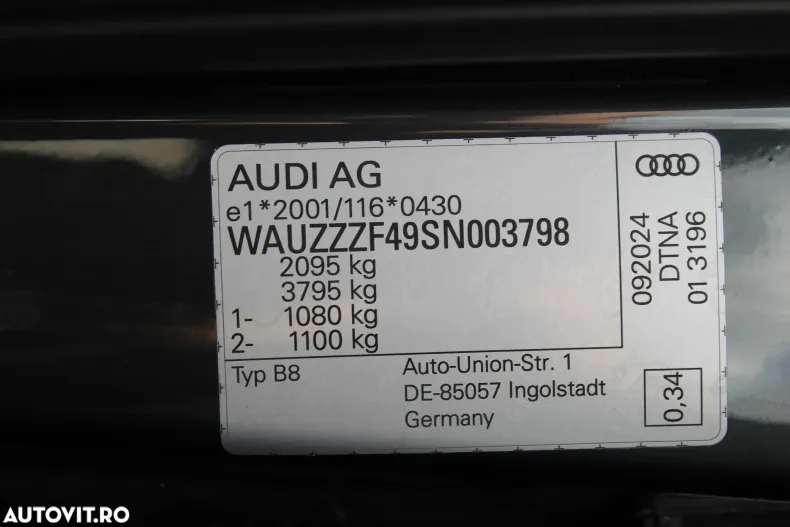 AUDI AG
e1*2001/116*0430
WAUZZZF49SN003798
2095 kg
3795 kg
1- 1080 kg
2- 1100 kg
Typ B8
Auto-Union-Str. 1
DE-85057 Ingolstadt
Germany
092024
DTNA
01 3196
0,34
AUTOVIT.RO